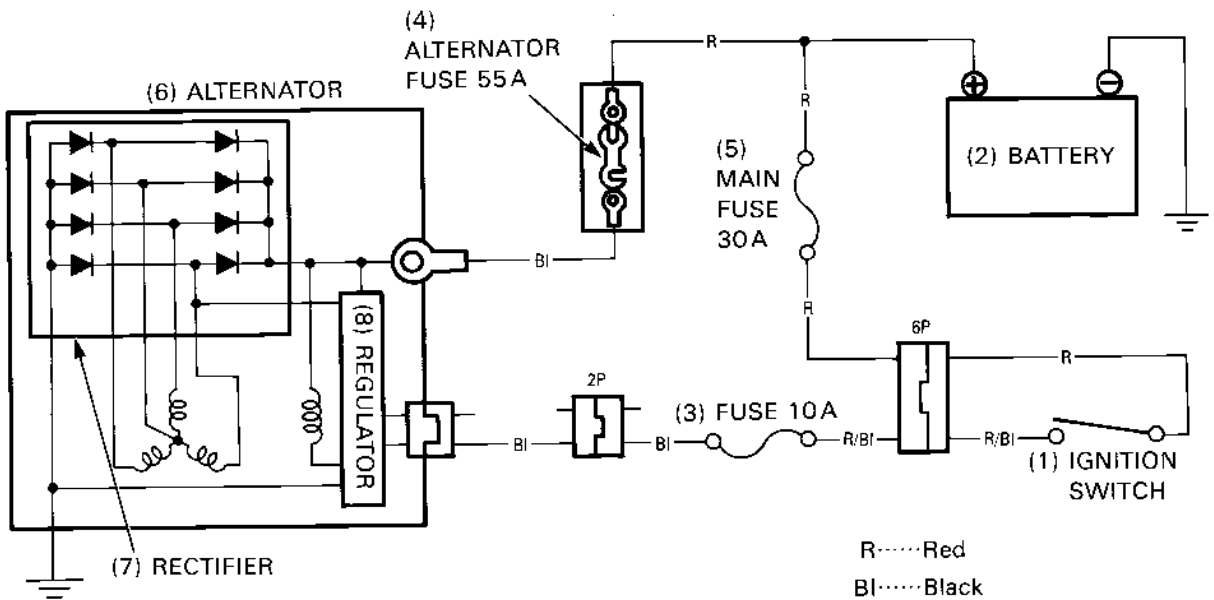 (4)
ALTERNATOR
FUSE 55A
R
(6) ALTERNATOR
R
(5)
MAIN
FUSE
30A
(2) BATTERY
Bl
R
(8) REGULATOR
6P
R
2P
(3) FUSE 10A
Bl
Bl
R/Bl
R/Bl
(1) IGNITION
SWITCH
(7) RECTIFIER
R······Red
Bl······Black